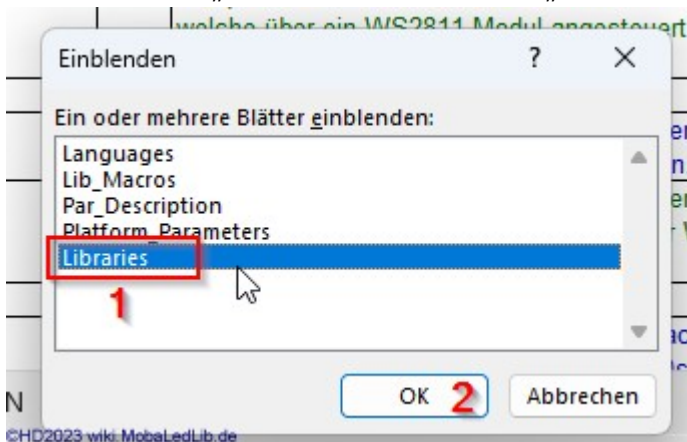 welche über ein WS2811 Modul angesteuert
Einblenden ? ×
Ein oder mehrere Blätter einblenden:
Languages
Lib_Macros
Par_Description
Platform_Parameters
Libraries
1
OK 2 Abbrechen
N
©HD2023 wiki.MobaLedLib.de